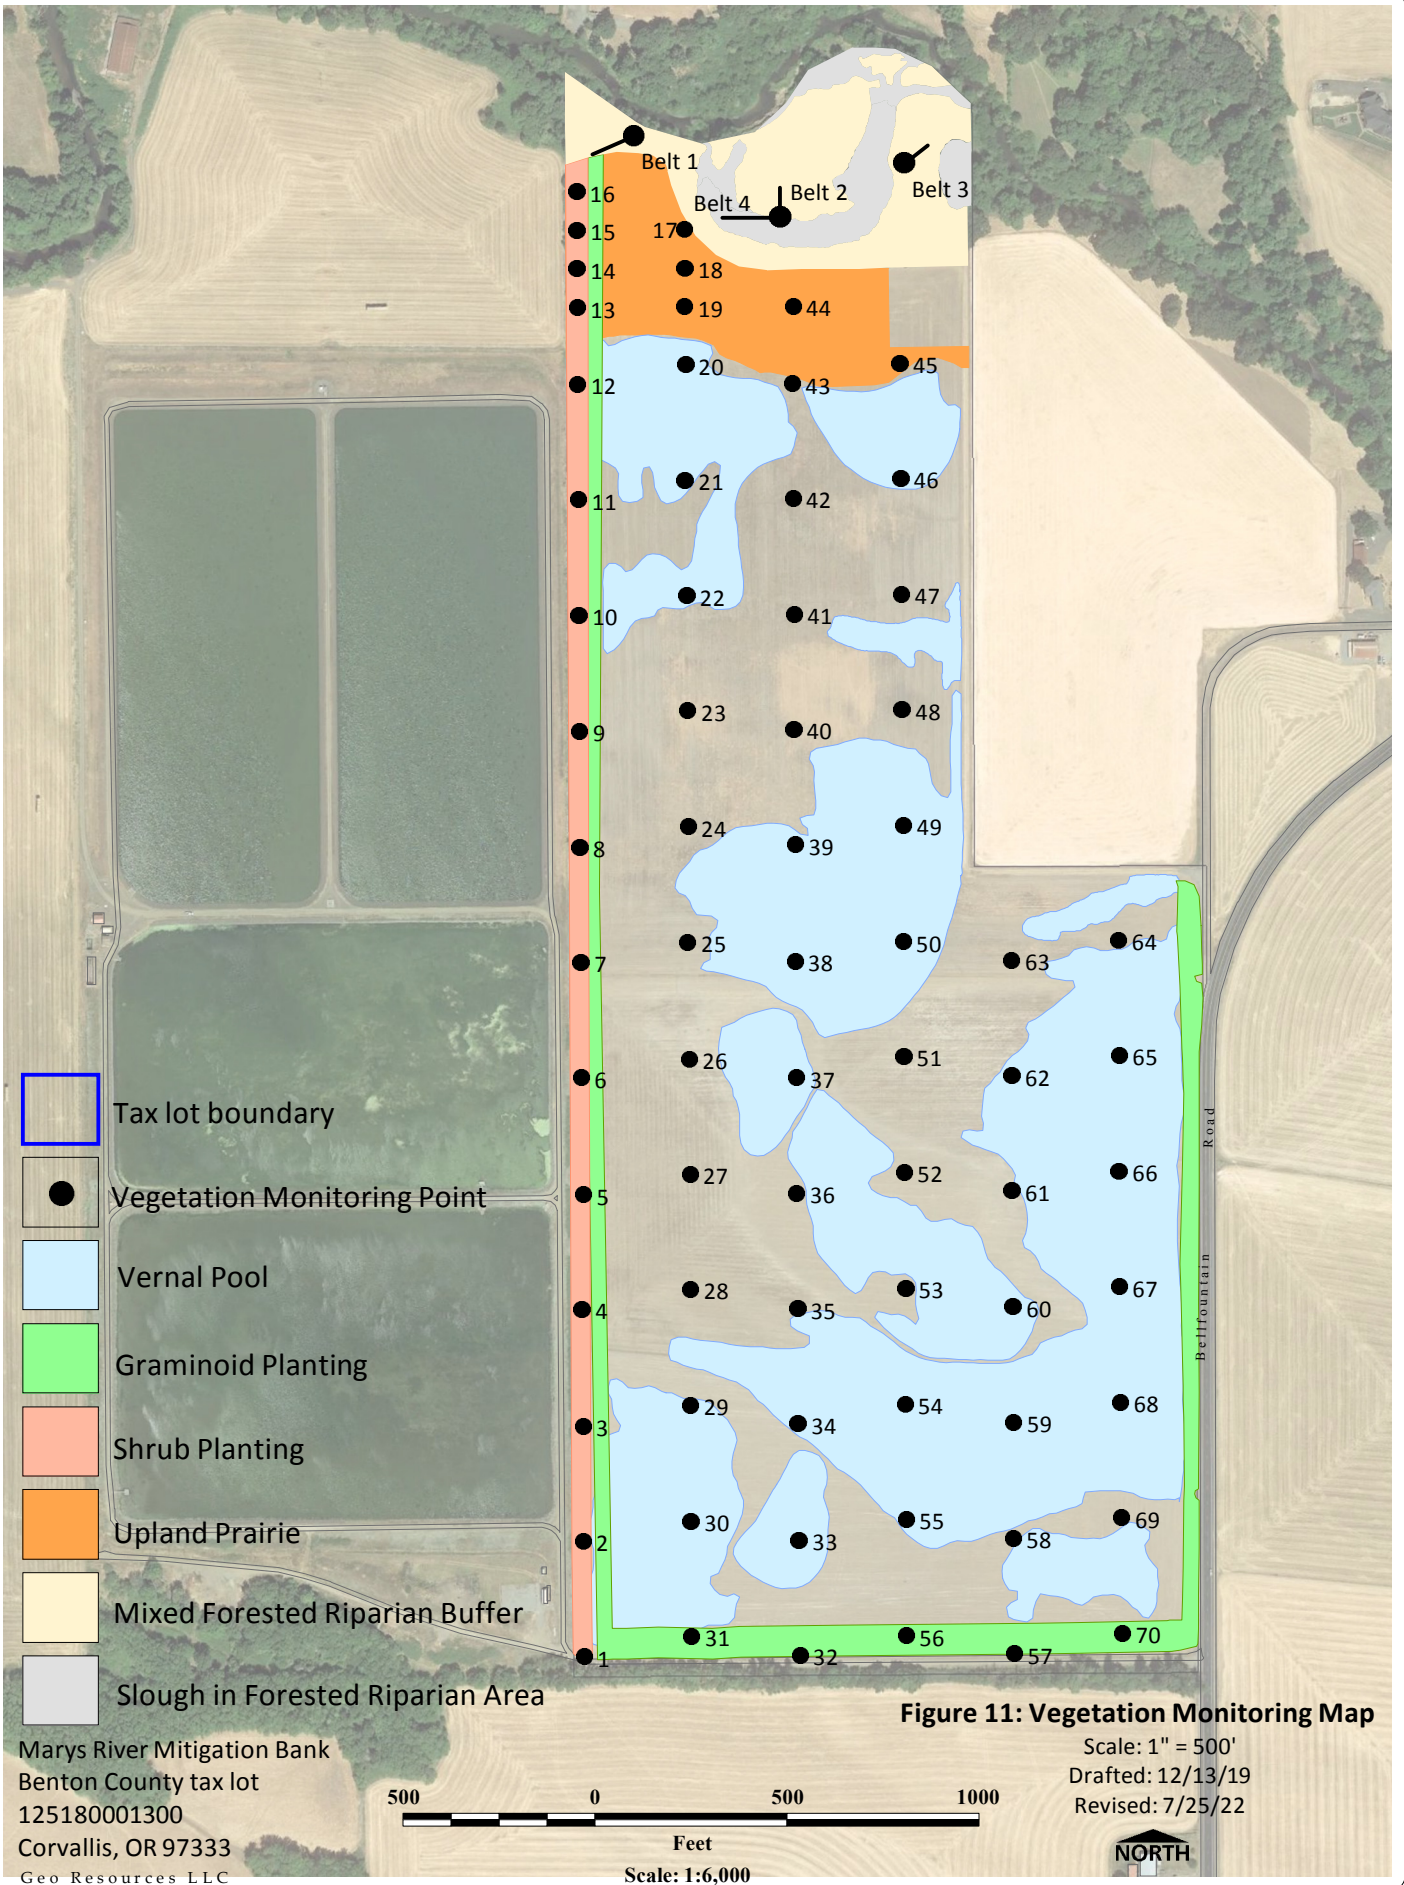 Belt 1
Belt 2
Belt 3
Belt 4
16
15
17
14
18
13
19
44
12
20
43
45
11
21
42
46
10
22
41
47
9
23
40
48
8
24
39
49
7
25
38
50
63
64
6
26
37
51
62
65
5
27
36
52
61
66
4
28
35
53
60
67
3
29
34
54
59
68
2
30
33
55
58
69
1
31
32
56
57
70
Bellfountain Road
Tax lot boundary
Vegetation Monitoring Point
Vernal Pool
Graminoid Planting
Shrub Planting
Upland Prairie
Mixed Forested Riparian Buffer
Slough in Forested Riparian Area
Marys River Mitigation Bank
Benton County tax lot
125180001300
Corvallis, OR 97333
Geo Resources LLC
500 0 500 1000
Feet
Scale: 1:6,000
Figure 11: Vegetation Monitoring Map
Scale: 1" = 500'
Drafted: 12/13/19
Revised: 7/25/22
NORTH